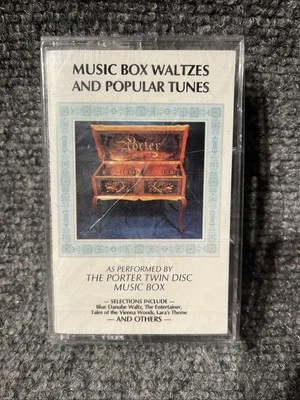 MUSIC BOX WALTZES
AND POPULAR TUNES
Porter
AS PERFORMED BY
THE PORTER TWIN DISC
MUSIC BOX
— SELECTIONS INCLUDE —
Blue Danube Waltz, The Entertainer,
Tales of the Vienna Woods, Lara's Theme
— AND OTHERS —